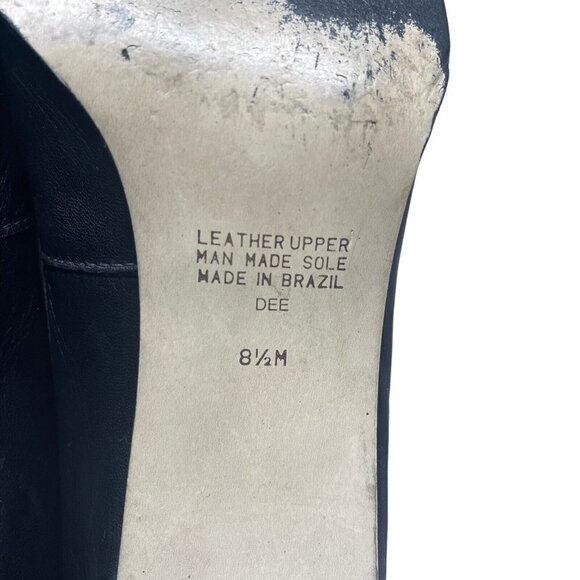 LEATHER UPPER
MAN MADE SOLE
MADE IN BRAZIL
DEE
8½M